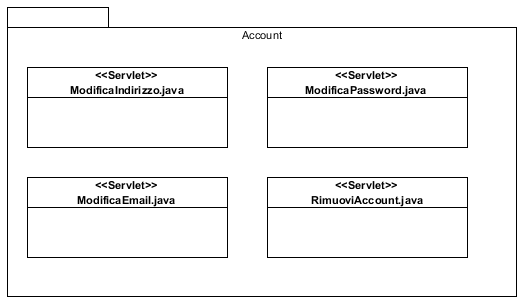 Account
<<Servlet>>
ModificaIndirizzo.java
<<Servlet>>
ModificaPassword.java
<<Servlet>>
ModificaEmail.java
<<Servlet>>
RimuoviAccount.java